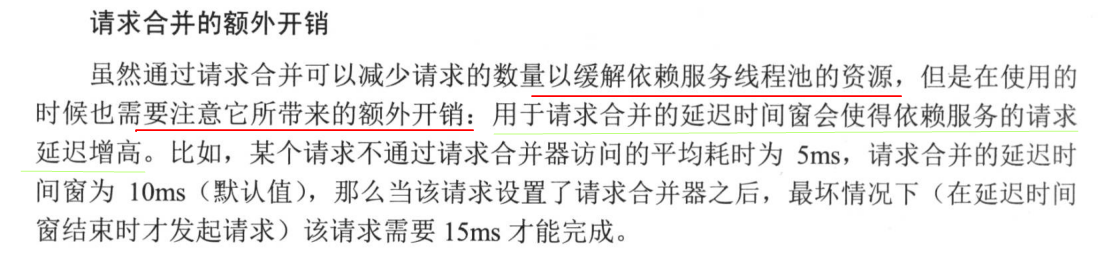 请求合并的额外开销
虽然通过请求合并可以减少请求的数量以缓解依赖服务线程池的资源，但是在使用的
时候也需要注意它所带来的额外开销：用于请求合并的延迟时间窗会使得依赖服务的请求
延迟增高。比如，某个请求不通过请求合并器访问的平均耗时为 5ms，请求合并的延迟时
间窗为 10ms（默认值），那么当该请求设置了请求合并器之后，最坏情况下（在延迟时间
窗结束时才发起请求）该请求需要 15ms 才能完成。